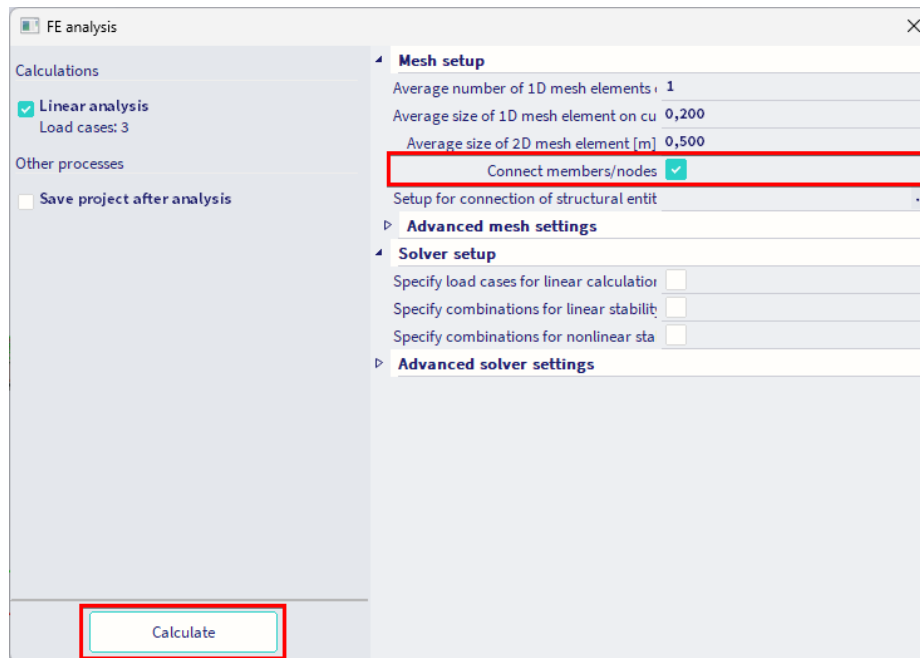 FE analysis
Calculations
Linear analysis
Load cases: 3
Other processes
Save project after analysis
Calculate
Mesh setup
Average number of 1D mesh elements 1
Average size of 1D mesh element on cu 0,200
Average size of 2D mesh element [m] 0,500
Connect members/nodes
Setup for connection of structural entit
Advanced mesh settings
Solver setup
Specify load cases for linear calculation
Specify combinations for linear stability
Specify combinations for nonlinear sta
Advanced solver settings